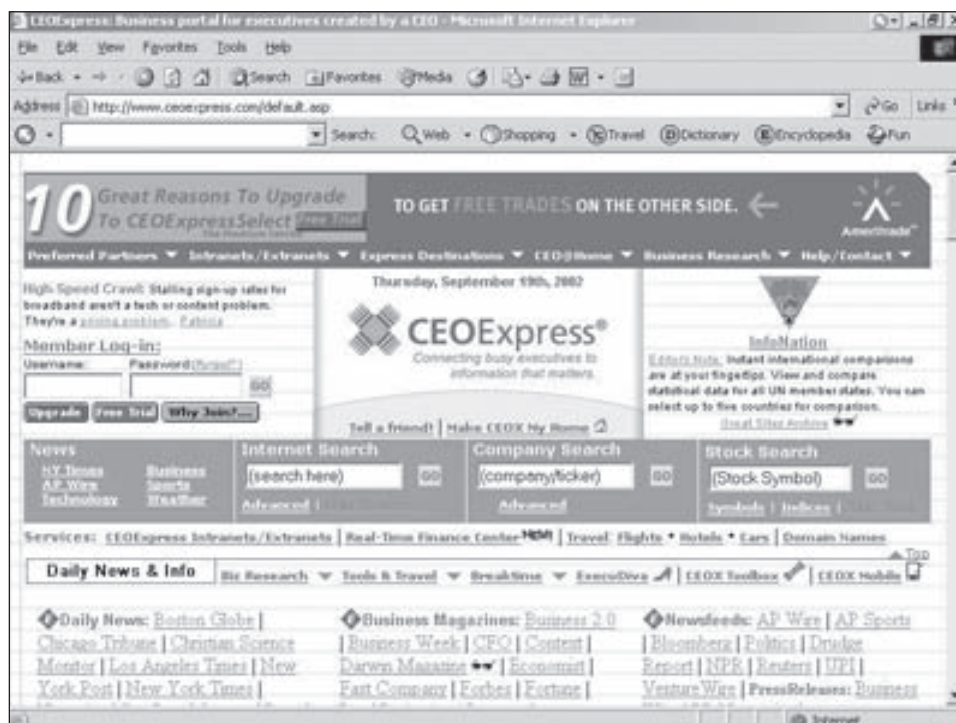 CEOExpress: Business portal for executives created by a CEO - Microsoft Internet Explorer
File Edit View Favorites Tools Help
Back Search Favorites Media
Address http://www.ceoexpress.com/default.asp Go Links
Search: Web Shopping Travel Dictionary Encyclopedia Fun
10 Great Reasons To Upgrade
To CEOExpressSelect Free Trial
TO GET FREE TRADES ON THE OTHER SIDE.
Ameritrade
Preferred Partners Intranets/Extranets Express Destinations CEO@Home Business Research Help/Contact
High-Speed Crawl: Stalling sign-up rates for
broadband aren't a tech or content problem.
They're a pricing problem. Patricia
Member Log-in:
Username: Password (forgot?)
GO
Upgrade Free Trial Why Join?...
Thursday, September 19th, 2002
CEOExpress®
Connecting busy executives to
information that matters.
Tell a friend! | Make CEOX My Home
InfoNation
Editor's Note: Instant international comparisons
are at your fingertips. View and compare
statistical data for all UN member states. You can
select up to five countries for comparison.
Great Sites Archive
News
NY Times Business
AP Wire Sports
Technology Weather
Internet Search
(search here) GO
Advanced |
Company Search
(company/ticker) GO
Advanced
Stock Search
(Stock Symbol) GO
Symbols | Indices |
Services: CEOExpress Intranets/Extranets | Real-Time Finance Center NEW! | Travel: Flights * Hotels * Cars | Domain Names
Top
Daily News & Info Biz Research Tools & Travel Breaktime ExecuDiva | CEOX Toolbox | CEOX Mobile
Daily News: Boston Globe |
Chicago Tribune | Christian Science
Monitor | Los Angeles Times | New
York Post | New York Times |
Business Magazines: Business 2.0
| Business Week | CFO | Context |
Darwin Magazine | Economist |
Fast Company | Forbes | Fortune |
Newsfeeds: AP Wire | AP Sports
| Bloomberg | Politics | Drudge
Report | NPR | Reuters | UPI |
VentureWire | PressReleases: Business
Internet